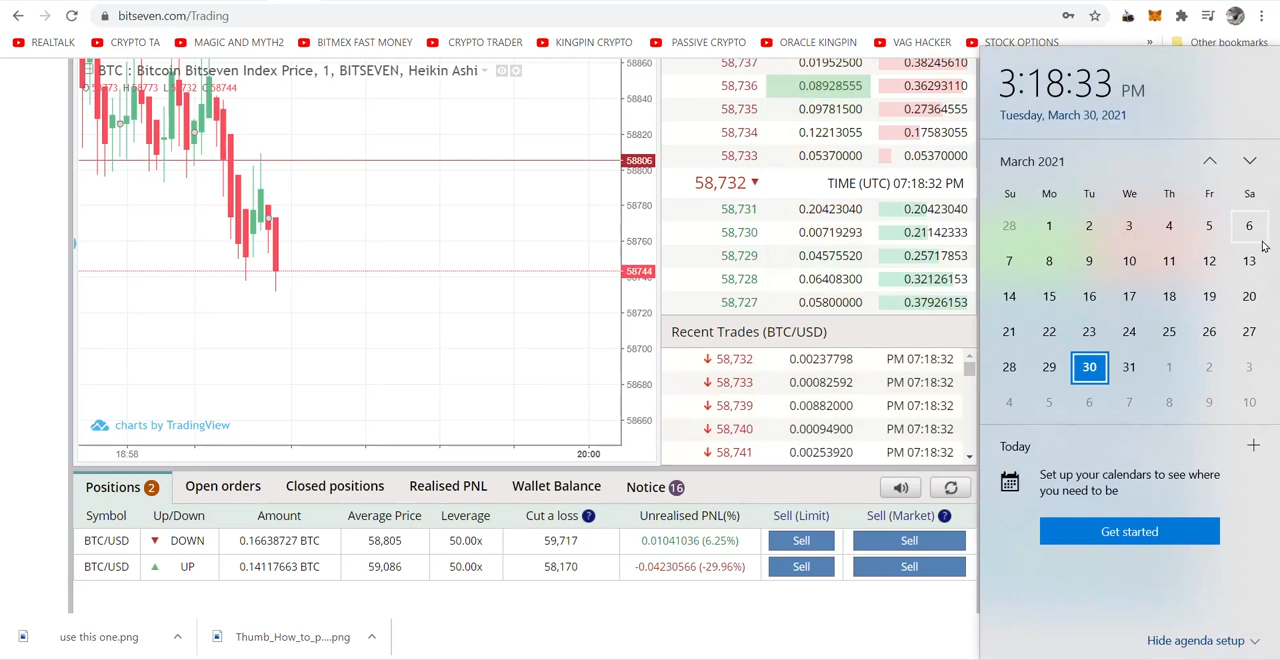 bitseven.com/Trading
REALTALK CRYPTO TA MAGIC AND MYTH2 BITMEX FAST MONEY CRYPTO TRADER KINGPIN CRYPTO PASSIVE CRYPTO ORACLE KINGPIN VAG HACKER STOCK OPTIONS » Other bookmarks
BTC : Bitcoin Bitseven Index Price, 1, BITSEVEN, Heikin Ashi
H 58773 C 58744
58860
58840
58820
58806
58800
58780
58760
58744
58720
58700
58680
58660
charts by TradingView
18:58 20:00
58,737 0.01952500 0.38245610
58,736 0.08928555 0.36293110
58,735 0.09781500 0.27364555
58,734 0.12213055 0.17583055
58,733 0.05370000 0.05370000
58,732 TIME (UTC) 07:18:32 PM
58,731 0.20423040 0.20423040
58,730 0.00719293 0.21142333
58,729 0.04575520 0.25717853
58,728 0.06408300 0.32126153
58,727 0.05800000 0.37926153
Recent Trades (BTC/USD)
58,732 0.00237798 PM 07:18:32
58,733 0.00082592 PM 07:18:32
58,739 0.00882000 PM 07:18:32
58,740 0.00094900 PM 07:18:32
58,741 0.00253920 PM 07:18:32
Positions 2 Open orders Closed positions Realised PNL Wallet Balance Notice 16
Symbol Up/Down Amount Average Price Leverage Cut a loss ? Unrealised PNL(%) Sell (Limit) Sell (Market) ?
BTC/USD DOWN 0.16638727 BTC 58,805 50.00x 59,717 0.01041036 (6.25%) Sell Sell
BTC/USD UP 0.14117663 BTC 59,086 50.00x 58,170 -0.04230566 (-29.96%) Sell Sell
use this one.png Thumb_How_to_p....png
3:18:33 PM
Tuesday, March 30, 2021
March 2021
Su Mo Tu We Th Fr Sa
28 1 2 3 4 5 6
7 8 9 10 11 12 13
14 15 16 17 18 19 20
21 22 23 24 25 26 27
28 29 30 31 1 2 3
4 5 6 7 8 9 10
Today
Set up your calendars to see where
you need to be
Get started
Hide agenda setup